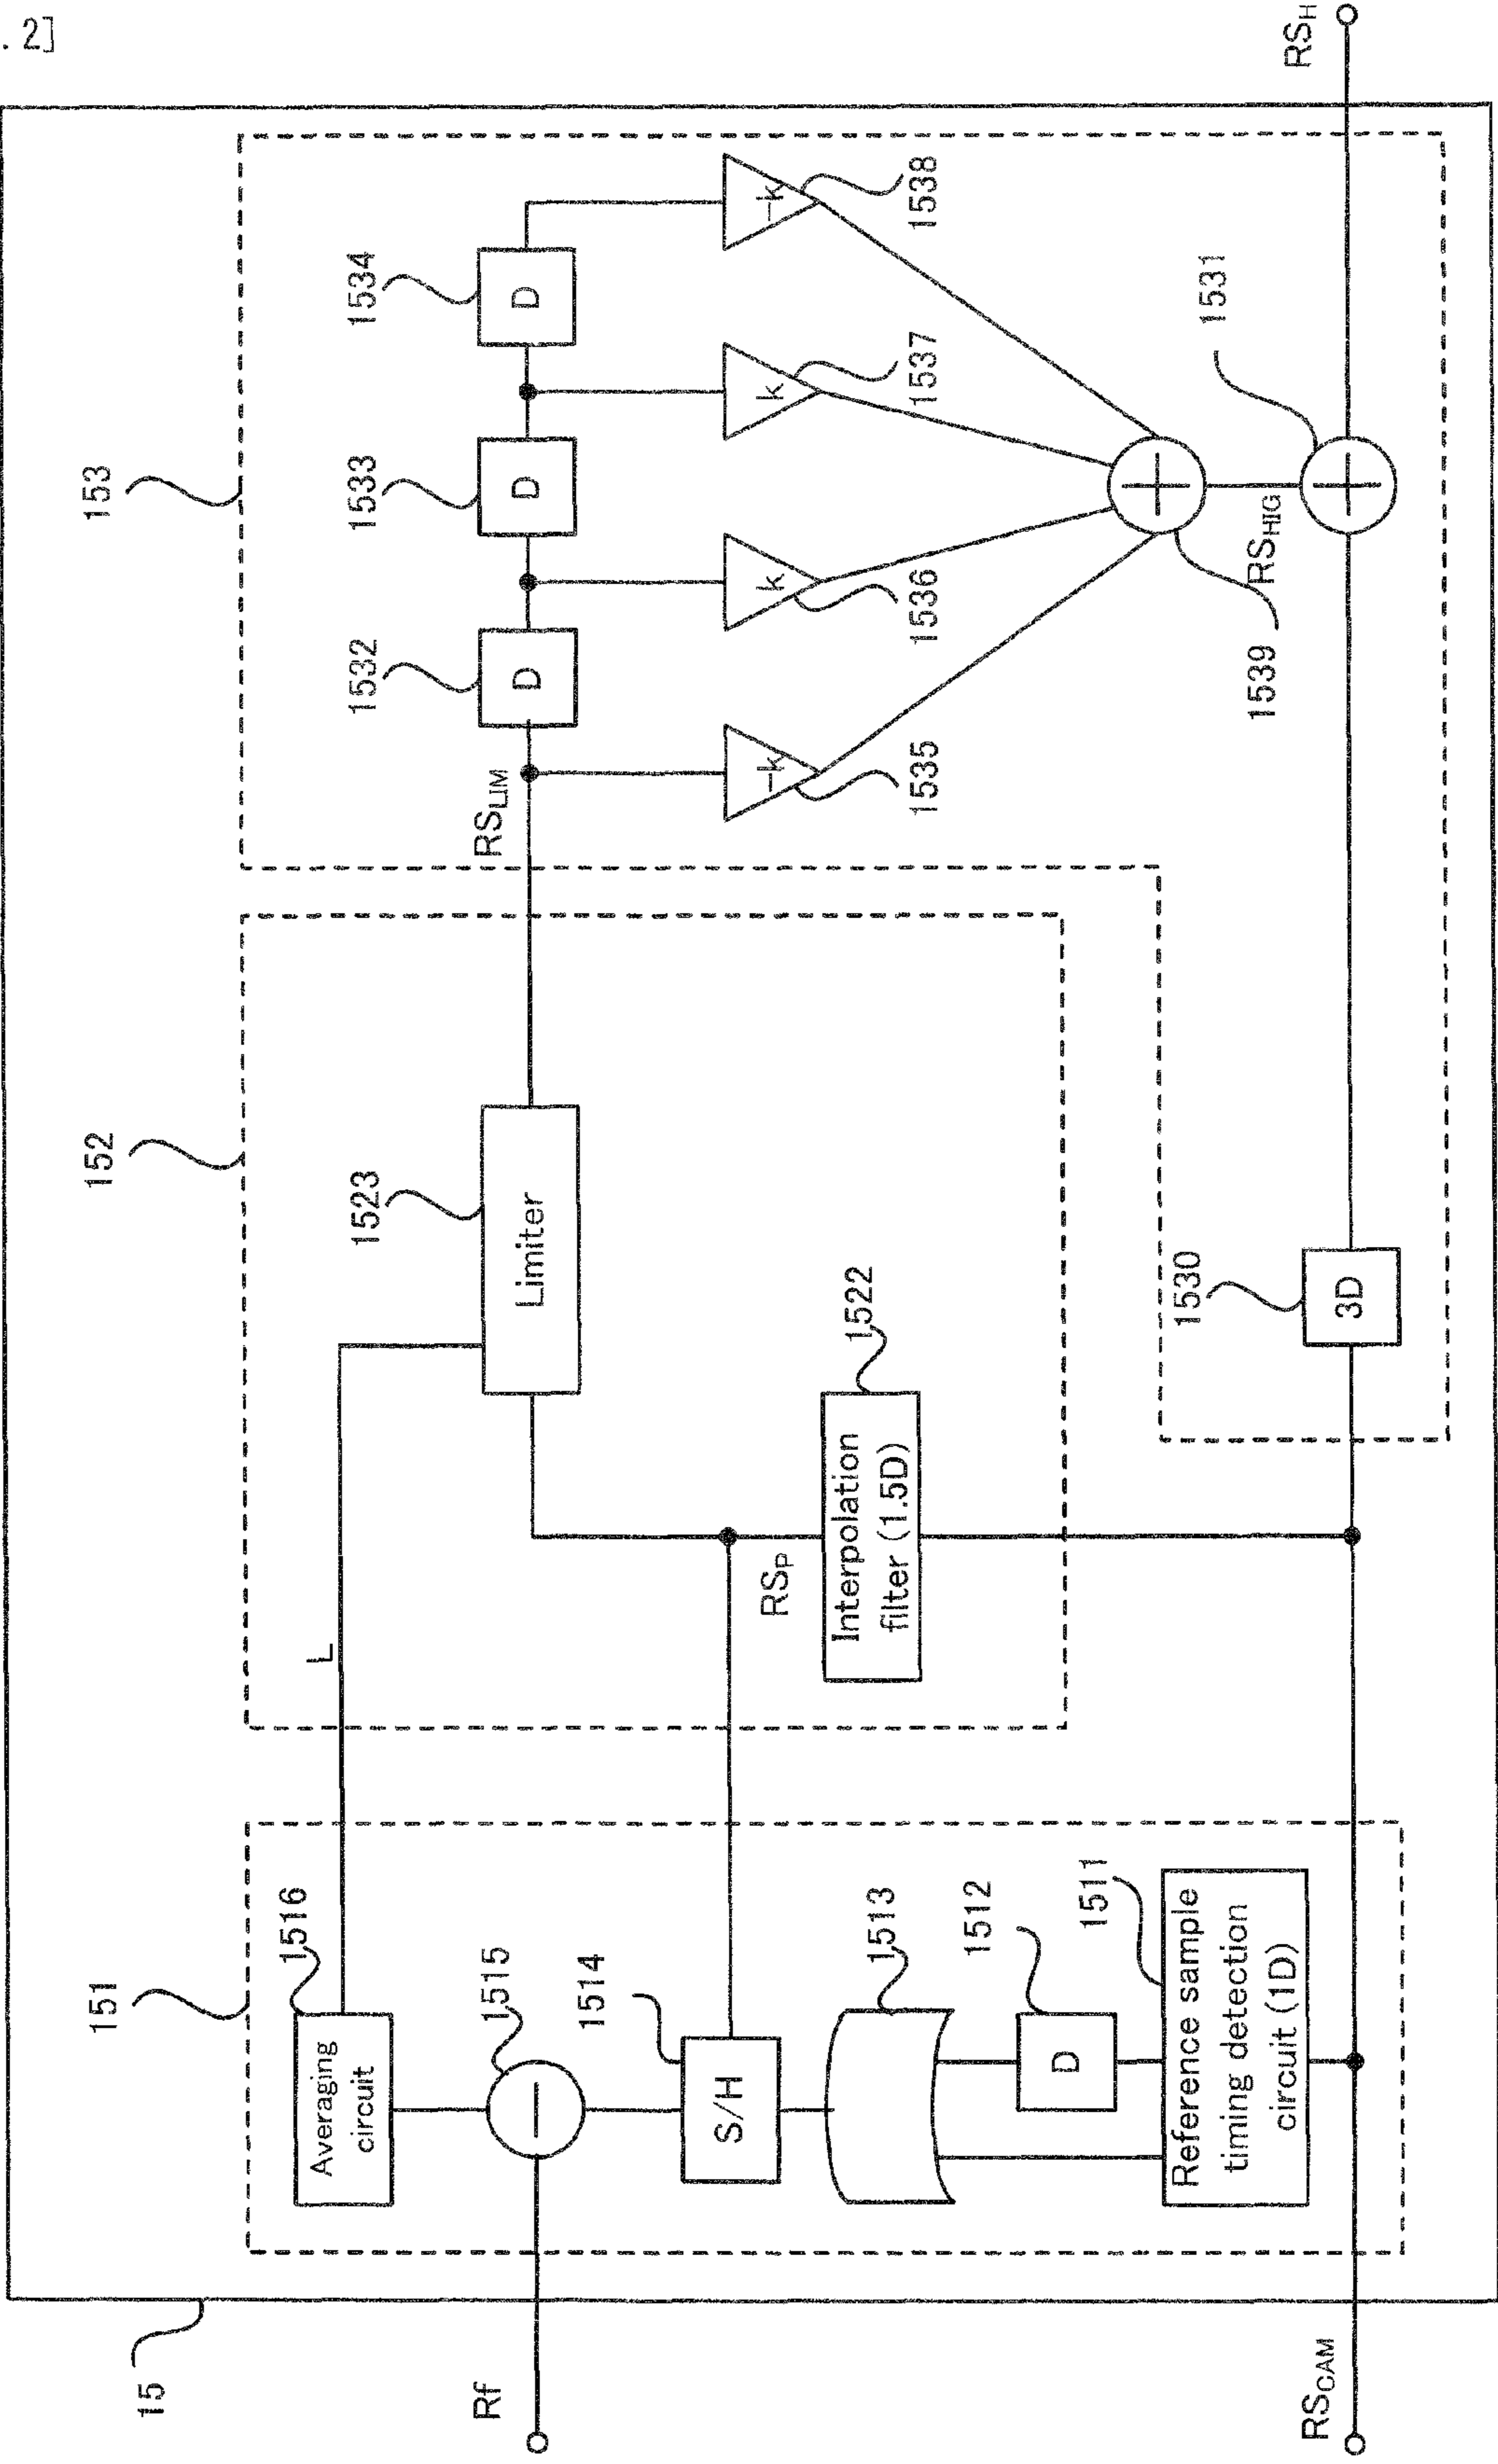 . 2]
15
151
152
153
Rf
RSCAM
RSH
1516
Averaging
circuit
1515
1514
S/H
1513
1512
D
1511
Reference sample
timing detection
circuit (1D)
L
1523
Limiter
RSP
1522
Interpolation
filter (1.5D)
RSLIM
1532
D
1533
D
1534
D
-k
1535
k
1536
k
1537
-k
1538
1539
RSHIG
1531
1530
3D